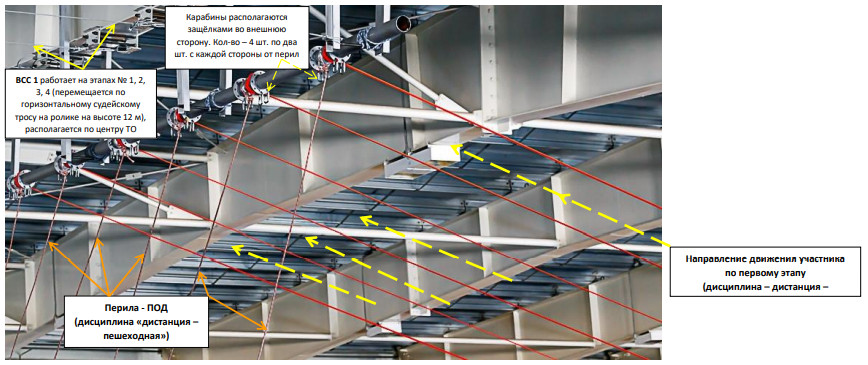 Карабины располагаются
защёлками во внешнюю
сторону. Кол-во – 4 шт. по два
шт. с каждой стороны от перил
ВСС 1 работает на этапах № 1, 2,
3, 4 (перемещается по
горизонтальному судейскому
тросу на ролике на высоте 12 м),
располагается по центру ТО
Направление движения участника
по первому этапу
(дисциплина – дистанция –
Перила - ПОД
(дисциплина «дистанция –
пешеходная»)